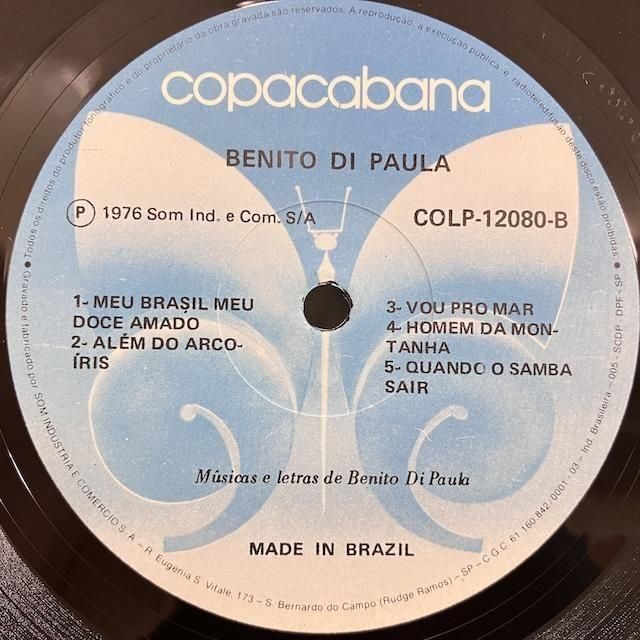 copacabana
BENITO DI PAULA
Ⓟ 1976 Som Ind. e Com. S/A
COLP-12080-B
1- MEU BRASIL MEU
DOCE AMADO
2- ALÉM DO ARCO-
ÍRIS
3- VOU PRO MAR
4- HOMEM DA MON-
TANHA
5- QUANDO O SAMBA
SAIR
Músicas e letras de Benito Di Paula
MADE IN BRAZIL
● Todos os direitos do produtor fonográfico e do proprietário da obra gravada são reservados. A reprodução, a execução pública e radioteledifusão deste disco estão proibidas ●
Gravado e fabricado por SOM INDUSTRIA E COMERCIO S.A. - R. Eugenia S. Vitale, 173 - S. Bernardo do Campo (Rudge Ramos) - SP - C.G.C. 61.160.842/0001-03 - Ind. Brasileira - 005 - SCDP - DPF - SP